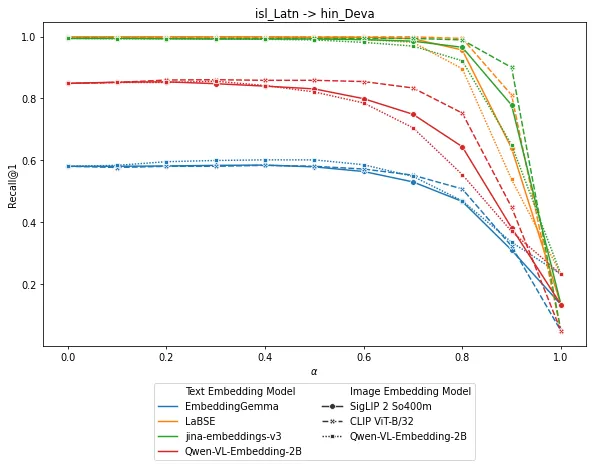 isl_Latn -> hin_Deva
1.0
0.8
0.6
0.4
0.2
Recall@1
0.0 0.2 0.4 0.6 0.8 1.0
α
Text Embedding Model Image Embedding Model
EmbeddingGemma SigLIP 2 So400m
LaBSE CLIP ViT-B/32
jina-embeddings-v3 Qwen-VL-Embedding-2B
Qwen-VL-Embedding-2B